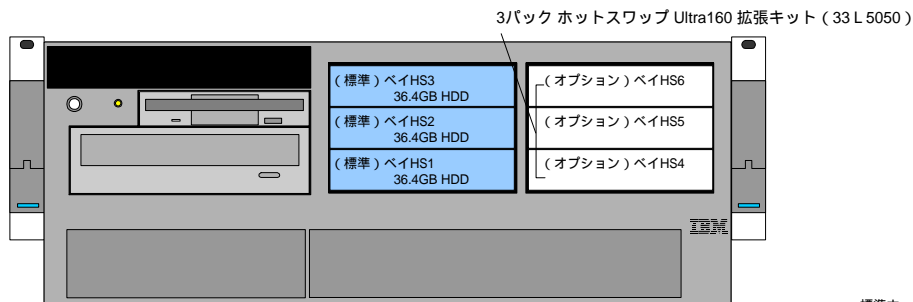 3パック ホットスワップ Ultra160 拡張キット ( 33 L 5050 )
( 標準 ) ベイHS3
36.4GB HDD
( 標準 ) ベイHS2
36.4GB HDD
( 標準 ) ベイHS1
36.4GB HDD
( オプション ) ベイHS6
( オプション ) ベイHS5
( オプション ) ベイHS4
IBM